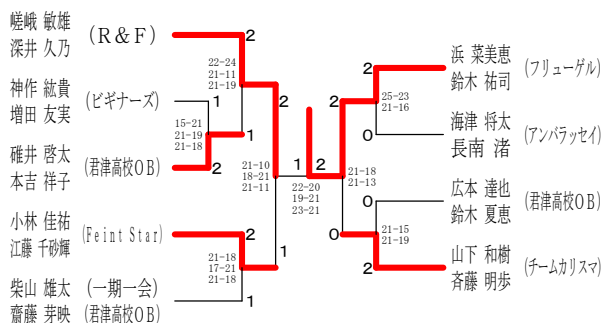 嵯峨 敏雄
深井 久乃
(R&F)
2
22-24
21-11
21-19
神作 紘貴
増田 友実
(ビギナーズ)
1
15-21
21-19
21-18
1
碓井 啓太
本吉 祥子
(君津高校OB)
2
2
21-10
18-21
21-11
小林 佳祐
江藤 千砂輝
(Feint Star)
2
21-18
17-21
21-18
1
柴山 雄太 (一期一会)
齋藤 芽映 (君津高校OB)
1
1
22-20
19-21
23-21
2
浜 菜美恵
鈴木 祐司
(フリューゲル)
2
25-23
21-16
2
海津 将太
長南 渚
(アンバラッセイ)
0
21-18
21-13
広本 達也
鈴木 夏恵
(君津高校OB)
0
21-15
21-19
0
山下 和樹
斉藤 明歩
(チームカリスマ)
2